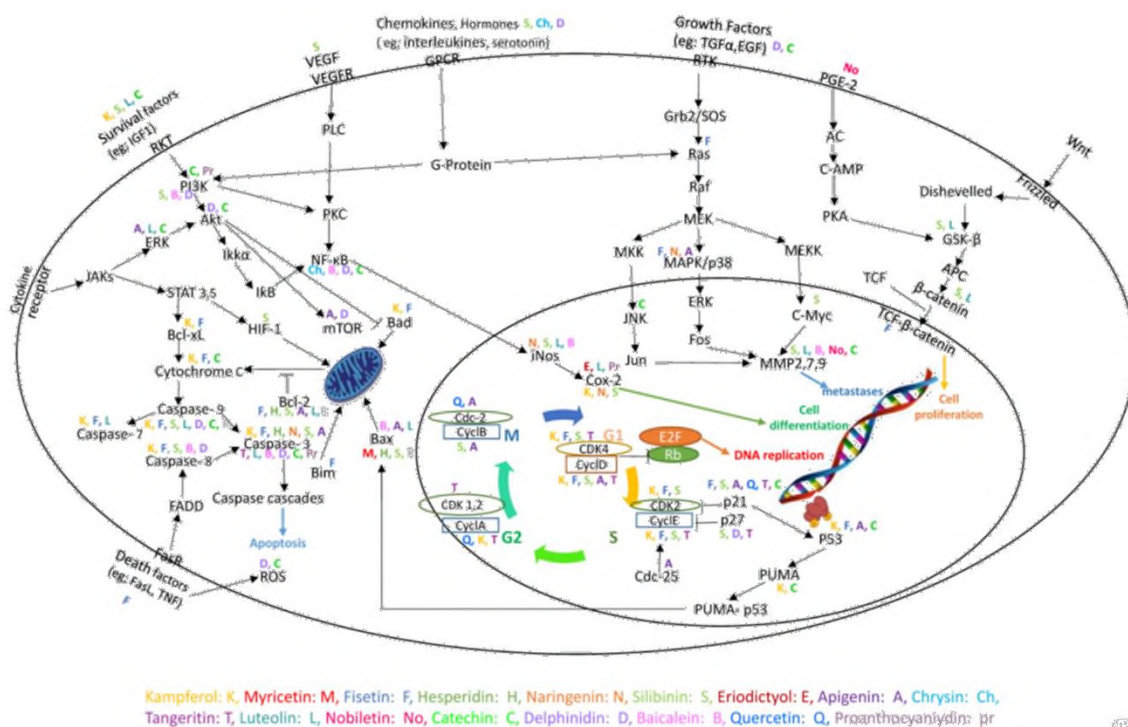 Chemokines, Hormones S, Ch, D
(eg; interleukines, serotonin)
GPCR
Growth Factors
(eg: TGFα,EGF) D, C
RTK
S
VEGF
VEGFR
No
PGE-2
K, S, L, C
Survival factors
(eg; IGF1)
RKT
PLC
Grb2/SOS
AC
F
Ras
Wnt
G-Protein
C-AMP
C, Pr
PI3K
S, B, D
Raf
Dishevelled
Frizzled
D, C
Akt
PKC
MEK
PKA
A, L, C
ERK
Ikkα
NF-κB
Ch, B, D, C
MKK
F, N, A
MAPK/p38
MEKK
S, L
GSK-β
Cytokine
receptor
JAKs
STAT 3,5
IkB
TCF
APC
β-catenin
S, L
ERK
S
HIF-1
A, D
mTOR
K, F
Bad
C
JNK
S
C-Myc
TCF-β-catenin
F
K, F
Bcl-xL
Fos
N, S, L, B
iNos
Jun
S, L, B, No, C
MMP2,7,9
K, F, C
Cytochrome C
E, L, Pr
Cox-2
K, N, S
metastases
Cell
proliferation
Bcl-2
F, H, S, A, L, B
Q, A
Cdc-2
CyclB
M
S, A
Cell
differentiation
Caspase-9
K, F, S, L, D, C, Pr
K, F, L
Caspase-7
K, F, H, N, S, A
Caspase-3
T, L, B, D, C, Pr
B, A, L
Bax
M, H, S, B
K, F, S, T
G1
CDK4
CyclD
K, F, S, A, T
E2F
Rb
DNA replication
K, F, S, B, D
Caspase-8
F
Bim
Caspase cascades
T
CDK 1,2
CyclA
G2
Q, K, T
K, F, S
CDK2
CyclE
K, F, S, T
S
F, S, A, Q, T, C
p21
p27
S, D, T
FADD
K, F, A, C
P53
Apoptosis
FasR
Death factors
(eg; FasL, TNF)
F
D, C
ROS
A
Cdc-25
PUMA
K, C
PUMA- p53
Kampferol: K, Myricetin: M, Fisetin: F, Hesperidin: H, Naringenin: N, Silibinin: S, Eriodictyol: E, Apigenin: A, Chrysin: Ch,
Tangeritin: T, Luteolin: L, Nobiletin: No, Catechin: C, Delphinidin: D, Baicalein: B, Quercetin: Q, Proanthocyaniydin: pr